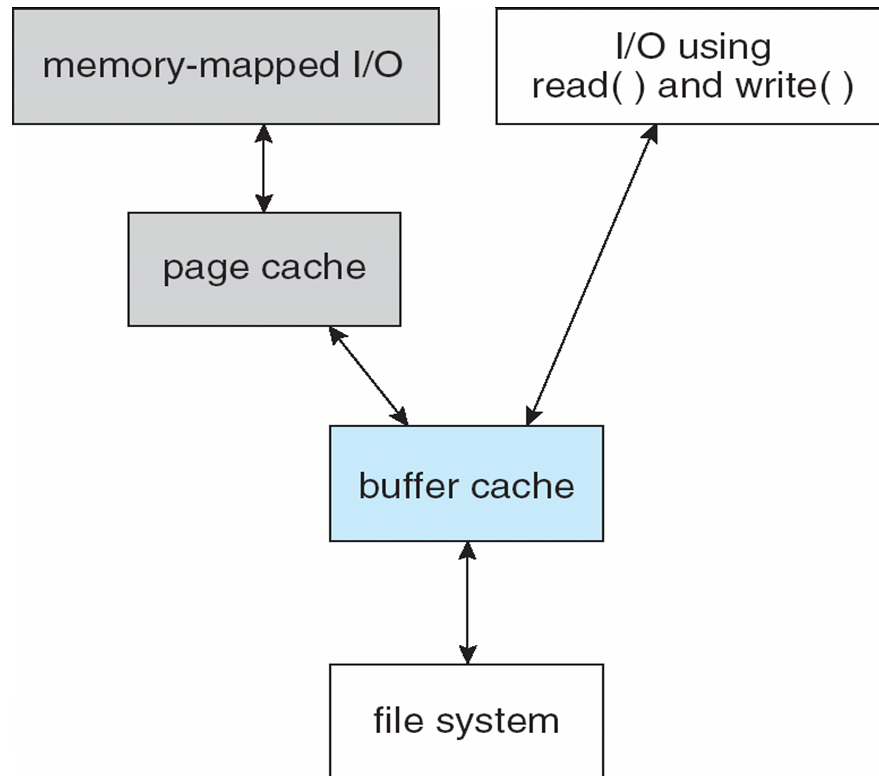 memory-mapped I/O
I/O using
read( ) and write( )
page cache
buffer cache
file system